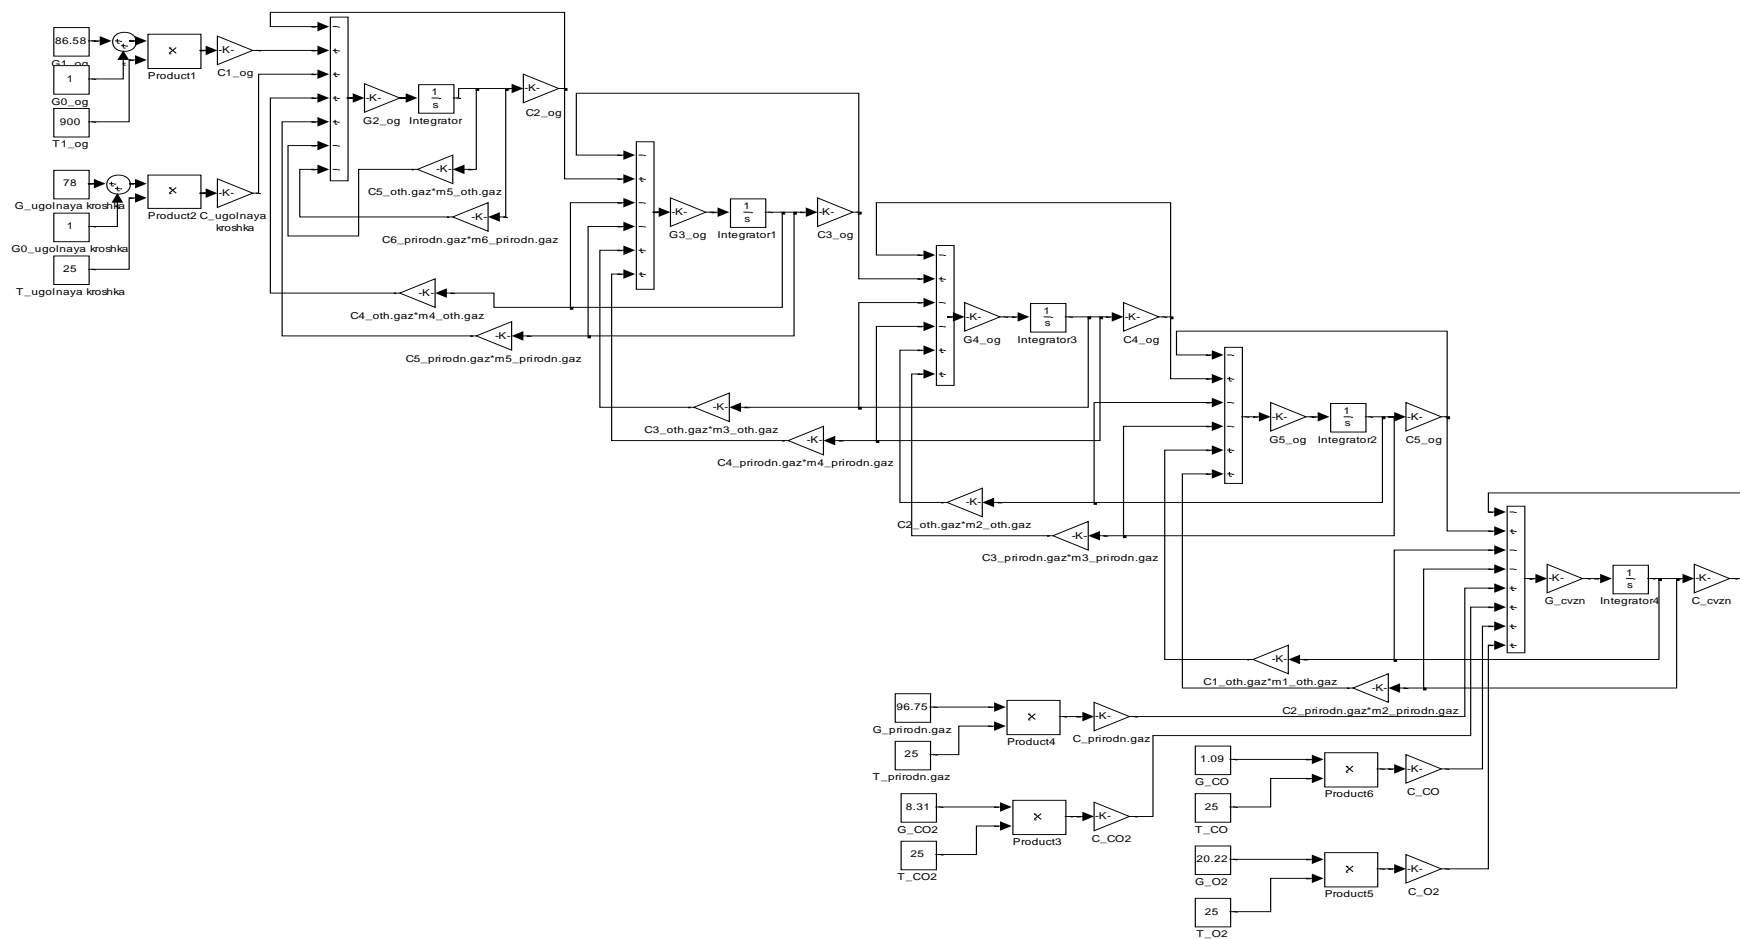 86.58
G1_og
1
G0_og
900
T1_og
×
Product1
-K-
C1_og
78
G_ugolnaya kroshka
1
G0_ugolnaya kroshka
25
T_ugolnaya kroshka
×
Product2
-K-
C_ugolnaya
kroshka
-K-
G2_og
1
s
Integrator
-K-
C2_og
-K-
C5_oth.gaz*m5_oth.gaz
-K-
C6_prirodn.gaz*m6_prirodn.gaz
-K-
C4_oth.gaz*m4_oth.gaz
-K-
C5_prirodn.gaz*m5_prirodn.gaz
-K-
G3_og
1
s
Integrator1
-K-
C3_og
-K-
C3_oth.gaz*m3_oth.gaz
-K-
C4_prirodn.gaz*m4_prirodn.gaz
-K-
G4_og
1
s
Integrator3
-K-
C4_og
-K-
C2_oth.gaz*m2_oth.gaz
-K-
C3_prirodn.gaz*m3_prirodn.gaz
-K-
G5_og
1
s
Integrator2
-K-
C5_og
-K-
C1_oth.gaz*m1_oth.gaz
-K-
C2_prirodn.gaz*m2_prirodn.gaz
-K-
G_cvzn
1
s
Integrator4
-K-
C_cvzn
96.75
G_prirodn.gaz
25
T_prirodn.gaz
×
Product4
-K-
C_prirodn.gaz
8.31
G_CO2
25
T_CO2
×
Product3
-K-
C_CO2
1.09
G_CO
25
T_CO
×
Product6
-K-
C_CO
20.22
G_O2
25
T_O2
×
Product5
-K-
C_O2